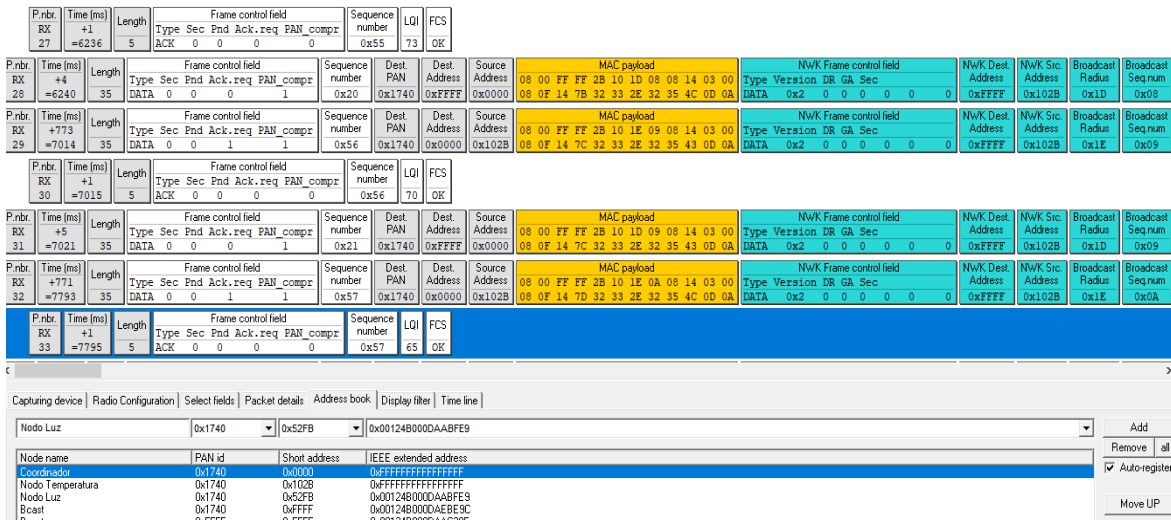 P.nbr. Time (ms) Length Frame control field Sequence LQI FCS
RX +1 Type Sec Pnd Ack.req PAN_compr number
27 =6236 5 ACK 0 0 0 0 0x55 73 OK
P.nbr. Time (ms) Length Frame control field Sequence Dest. Dest. Source MAC payload NWK Frame control field NWK Dest. NWK Src. Broadcast Broadcast
RX +4 Type Sec Pnd Ack.req PAN_compr number PAN Address Address 08 00 FF FF 2B 10 1D 08 08 14 03 00 Type Version DR GA Sec Address Address Radius Seq.num
28 =6240 35 DATA 0 0 0 1 0x20 0x1740 0xFFFF 0x0000 08 0F 14 7B 32 33 2E 32 35 4C 0D 0A DATA 0x2 0 0 0 0 0 0 0xFFFF 0x102B 0x1D 0x08
P.nbr. Time (ms) Length Frame control field Sequence Dest. Dest. Source MAC payload NWK Frame control field NWK Dest. NWK Src. Broadcast Broadcast
RX +773 Type Sec Pnd Ack.req PAN_compr number PAN Address Address 08 00 FF FF 2B 10 1E 09 08 14 03 00 Type Version DR GA Sec Address Address Radius Seq.num
29 =7014 35 DATA 0 0 1 1 0x56 0x1740 0x0000 0x102B 08 0F 14 7C 32 33 2E 32 35 43 0D 0A DATA 0x2 0 0 0 0 0 0 0xFFFF 0x102B 0x1E 0x09
P.nbr. Time (ms) Length Frame control field Sequence LQI FCS
RX +1 Type Sec Pnd Ack.req PAN_compr number
30 =7015 5 ACK 0 0 0 0 0x56 70 OK
P.nbr. Time (ms) Length Frame control field Sequence Dest. Dest. Source MAC payload NWK Frame control field NWK Dest. NWK Src. Broadcast Broadcast
RX +5 Type Sec Pnd Ack.req PAN_compr number PAN Address Address 08 00 FF FF 2B 10 1D 09 08 14 03 00 Type Version DR GA Sec Address Address Radius Seq.num
31 =7021 35 DATA 0 0 0 1 0x21 0x1740 0xFFFF 0x0000 08 0F 14 7C 32 33 2E 32 35 43 0D 0A DATA 0x2 0 0 0 0 0 0 0xFFFF 0x102B 0x1D 0x09
P.nbr. Time (ms) Length Frame control field Sequence Dest. Dest. Source MAC payload NWK Frame control field NWK Dest. NWK Src. Broadcast Broadcast
RX +771 Type Sec Pnd Ack.req PAN_compr number PAN Address Address 08 00 FF FF 2B 10 1E 0A 08 14 03 00 Type Version DR GA Sec Address Address Radius Seq.num
32 =7793 35 DATA 0 0 1 1 0x57 0x1740 0x0000 0x102B 08 0F 14 7D 32 33 2E 32 35 4C 0D 0A DATA 0x2 0 0 0 0 0 0 0xFFFF 0x102B 0x1E 0x0A
P.nbr. Time (ms) Length Frame control field Sequence LQI FCS
RX +1 Type Sec Pnd Ack.req PAN_compr number
33 =7795 5 ACK 0 0 0 0 0x57 65 OK
Capturing device Radio Configuration Select fields Packet details Address book Display filter Time line
Nodo Luz 0x1740 0x52FB 0x00124B000DAABFE9 Add
Node name PAN id Short address IEEE extended address Remove all
Coordinador 0x1740 0x0000 0xFFFFFFFFFFFFFFFF Auto-register
Nodo Temperatura 0x1740 0x102B 0xFFFFFFFFFFFFFFFF
Nodo Luz 0x1740 0x52FB 0x00124B000DAABFE9
Bcast 0x1740 0xFFFF 0x00124B000DAEBE9C Move UP